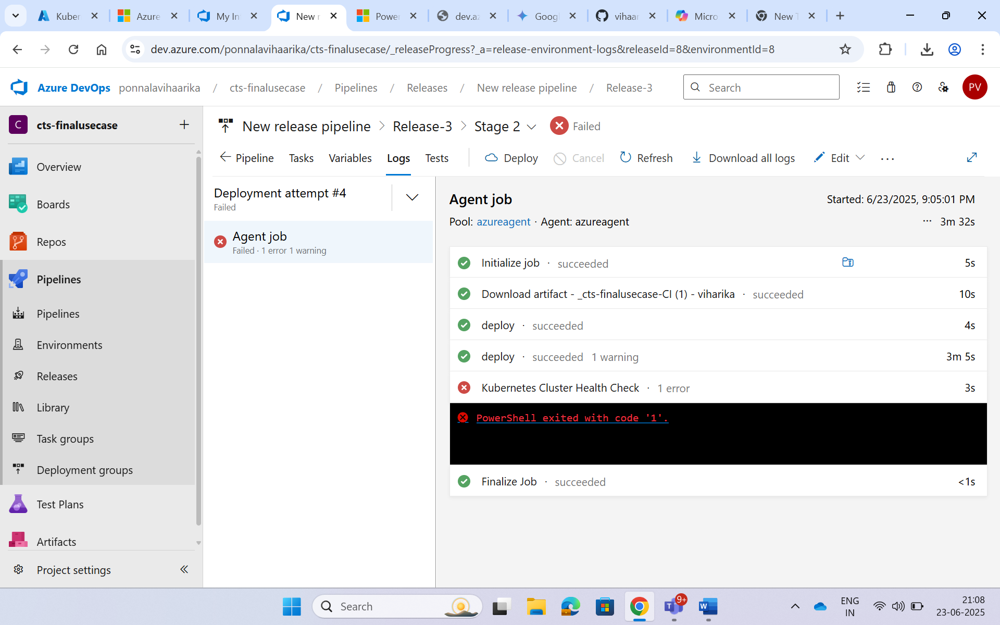 Kuber
Azure
My In
New r
Power
dev.az
Googl
vihaar
Micro
New T
dev.azure.com/ponnalavihaarika/cts-finalusecase/_releaseProgress?_a=release-environment-logs&releaseId=8&environmentId=8
Azure DevOps ponnalavihaarika / cts-finalusecase / Pipelines / Releases / New release pipeline / Release-3
Search
PV
C cts-finalusecase
New release pipeline > Release-3 > Stage 2 Failed
Pipeline Tasks Variables Logs Tests Deploy Cancel Refresh Download all logs Edit
Overview
Boards
Repos
Pipelines
Pipelines
Environments
Releases
Library
Task groups
Deployment groups
Test Plans
Artifacts
Project settings
Deployment attempt #4
Failed
Agent job
Failed · 1 error 1 warning
Agent job
Started: 6/23/2025, 9:05:01 PM
Pool: azureagent · Agent: azureagent
··· 3m 32s
Initialize job · succeeded 5s
Download artifact - _cts-finalusecase-CI (1) - viharika · succeeded 10s
deploy · succeeded 4s
deploy · succeeded 1 warning 3m 5s
Kubernetes Cluster Health Check · 1 error 3s
PowerShell exited with code '1'.
Finalize Job · succeeded <1s
Search
9+
ENG
IN
21:08
23-06-2025